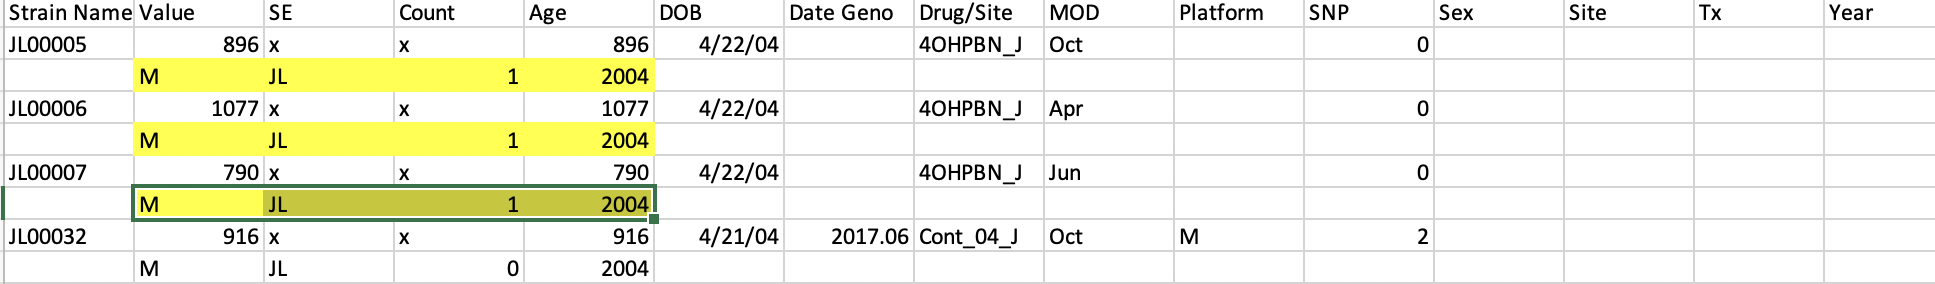 Strain Name Value SE Count Age DOB Date Geno Drug/Site MOD Platform SNP Sex Site Tx Year
JL00005 896 x x 896 4/22/04 4OHPBN_J Oct 0
M JL 1 2004
JL00006 1077 x x 1077 4/22/04 4OHPBN_J Apr 0
M JL 1 2004
JL00007 790 x x 790 4/22/04 4OHPBN_J Jun 0
M JL 1 2004
JL00032 916 x x 916 4/21/04 2017.06 Cont_04_J Oct M 2
M JL 0 2004